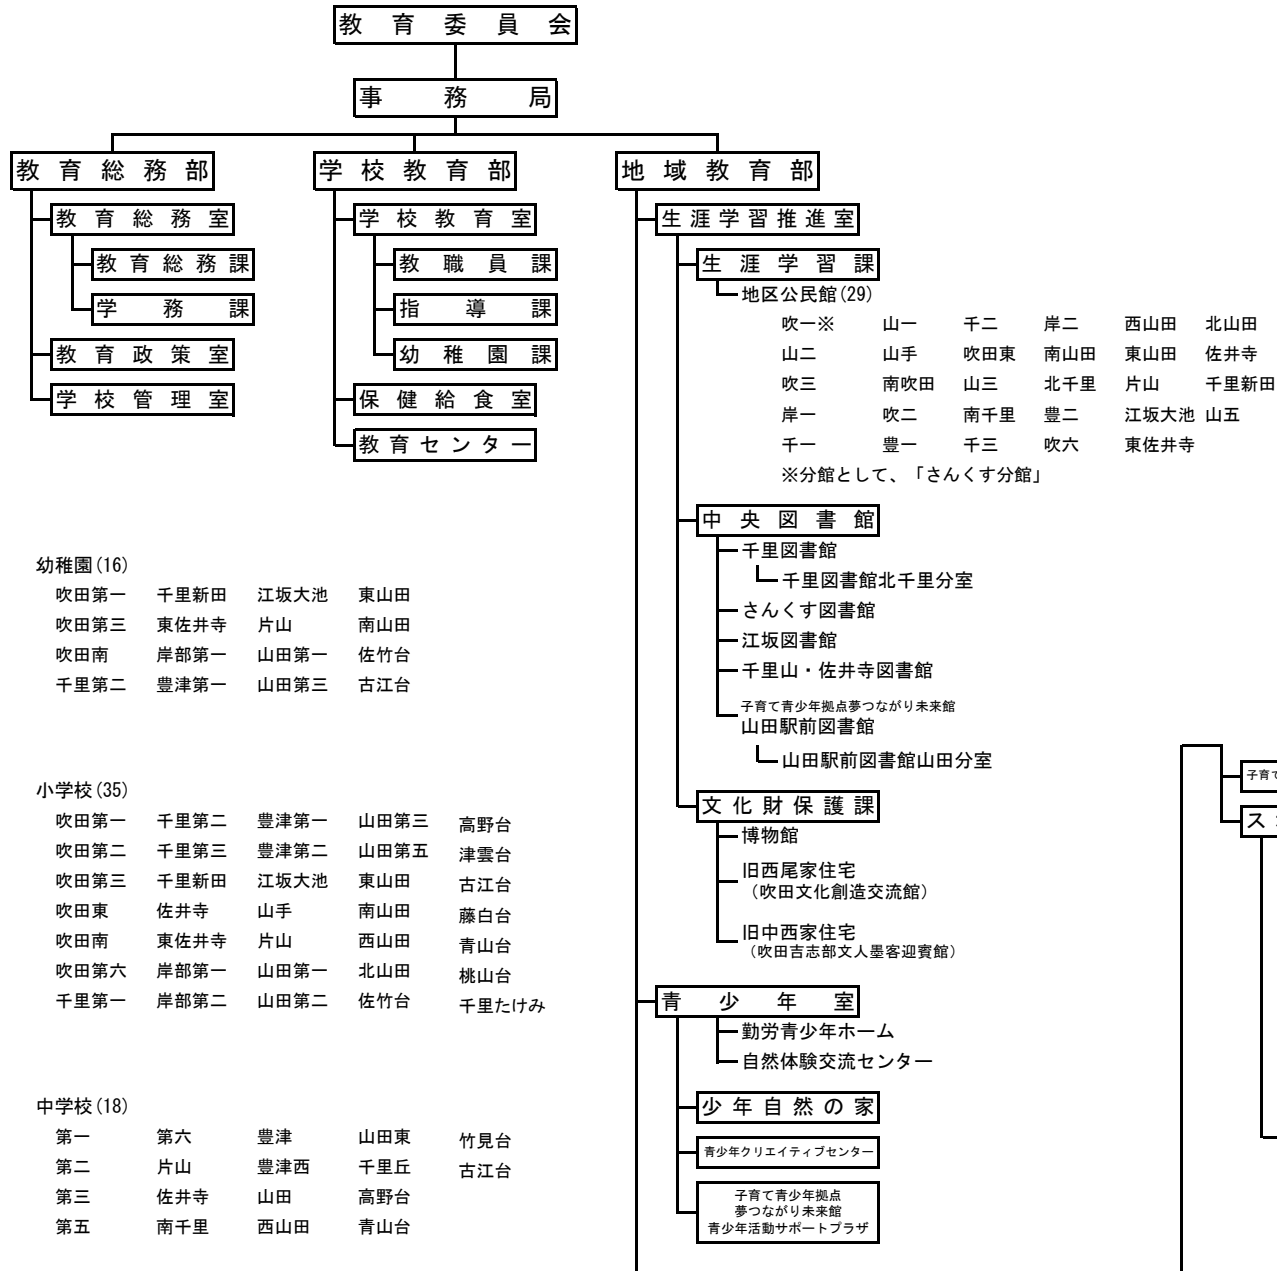 教育委員会
事務局
教育総務部
教育総務室
教育総務課
学務課
教育政策室
学校管理室
学校教育部
学校教育室
教職員課
指導課
幼稚園課
保健給食室
教育センター
地域教育部
生涯学習推進室
生涯学習課
地区公民館(29)
吹一※ 山一 千二 岸二 西山田 北山田
山二 山手 吹田東 南山田 東山田 佐井寺
吹三 南吹田 山三 北千里 片山 千里新田
岸一 吹二 南千里 豊二 江坂大池 山五
千一 豊一 千三 吹六 東佐井寺
※分館として、「さんくす分館」
中央図書館
千里図書館
千里図書館北千里分室
さんくす図書館
江坂図書館
千里山・佐井寺図書館
子育て青少年拠点夢つながり未来館
山田駅前図書館
山田駅前図書館山田分室
文化財保護課
博物館
旧西尾家住宅
（吹田文化創造交流館）
旧中西家住宅
（吹田吉志部文人墨客迎賓館）
青少年室
勤労青少年ホーム
自然体験交流センター
少年自然の家
青少年クリエイティブセンター
子育て青少年拠点
夢つながり未来館
青少年活動サポートプラザ
幼稚園(16)
吹田第一 千里新田 江坂大池 東山田
吹田第三 東佐井寺 片山 南山田
吹田南 岸部第一 山田第一 佐竹台
千里第二 豊津第一 山田第三 古江台
小学校(35)
吹田第一 千里第二 豊津第一 山田第三 高野台
吹田第二 千里第三 豊津第二 山田第五 津雲台
吹田第三 千里新田 江坂大池 東山田 古江台
吹田東 佐井寺 山手 南山田 藤白台
吹田南 東佐井寺 片山 西山田 青山台
吹田第六 岸部第一 山田第一 北山田 桃山台
千里第一 岸部第二 山田第二 佐竹台 千里たけみ
中学校(18)
第一 第六 豊津 山田東 竹見台
第二 片山 豊津西 千里丘 古江台
第三 佐井寺 山田 高野台
第五 南千里 西山田 青山台
子育て
ス